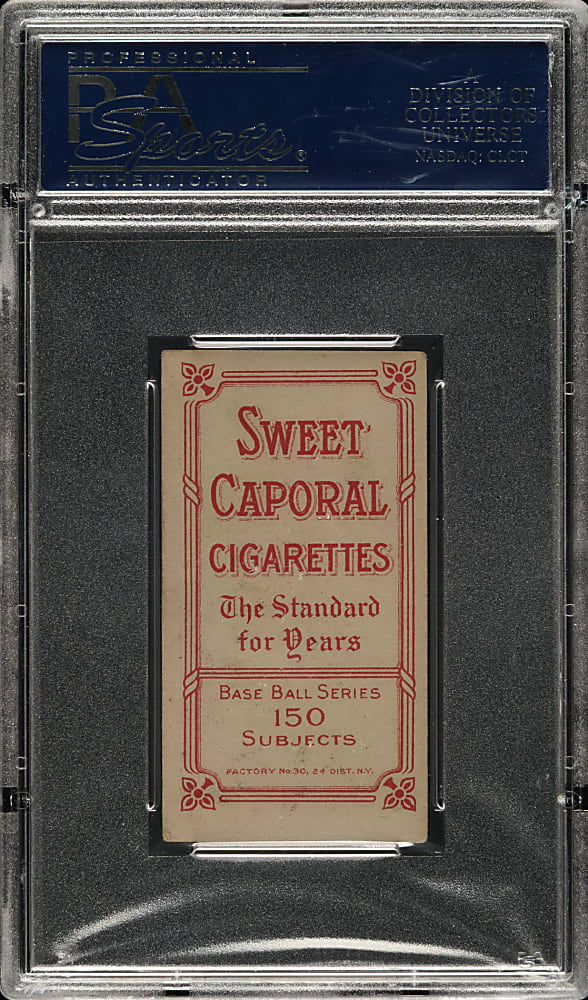 PROFESSIONAL
PSA
Sports®
AUTHENTICATOR
A
DIVISION OF
COLLECTORS
UNIVERSE
NASDAQ: CLCT
SWEET
CAPORAL
CIGARETTES
The Standard
for Years
BASE BALL SERIES
150
SUBJECTS
FACTORY No. 30, 2d DIST. N.Y.